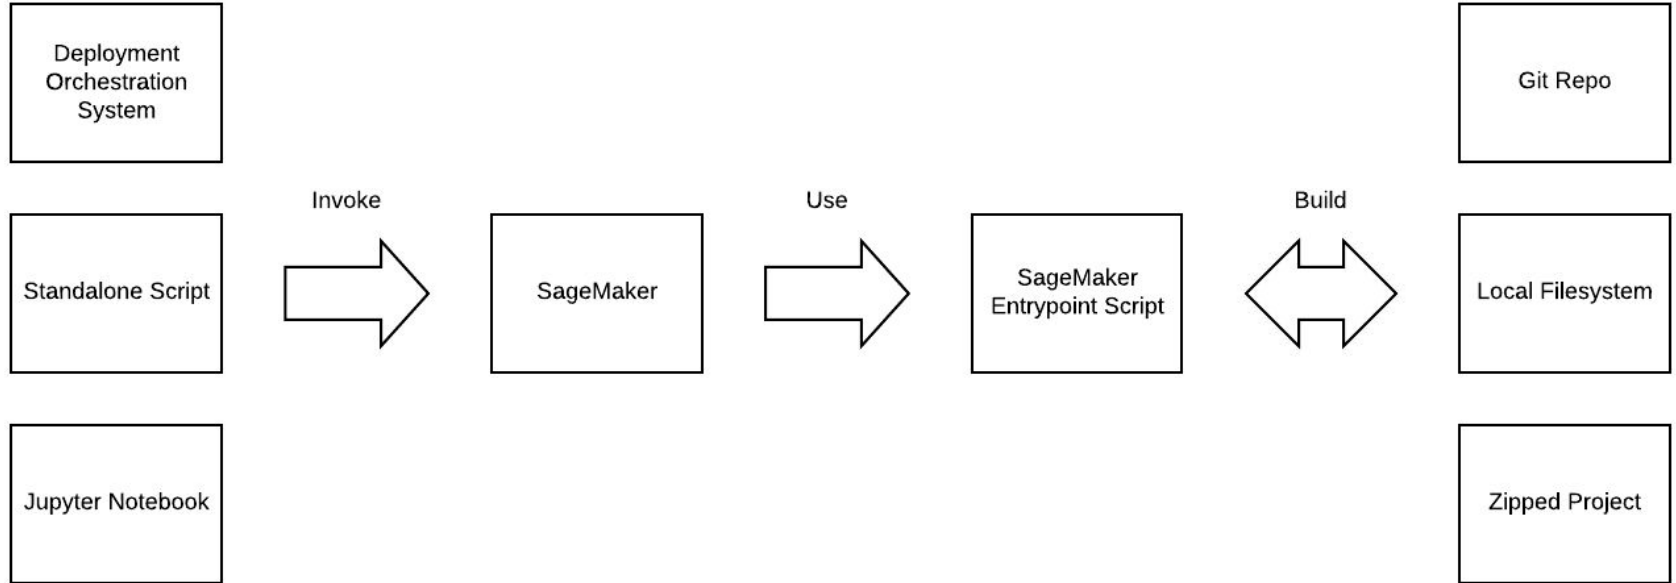 Deployment
Orchestration
System
Git Repo
Invoke
Use
Build
Standalone Script
SageMaker
SageMaker
Entrypoint Script
Local Filesystem
Jupyter Notebook
Zipped Project